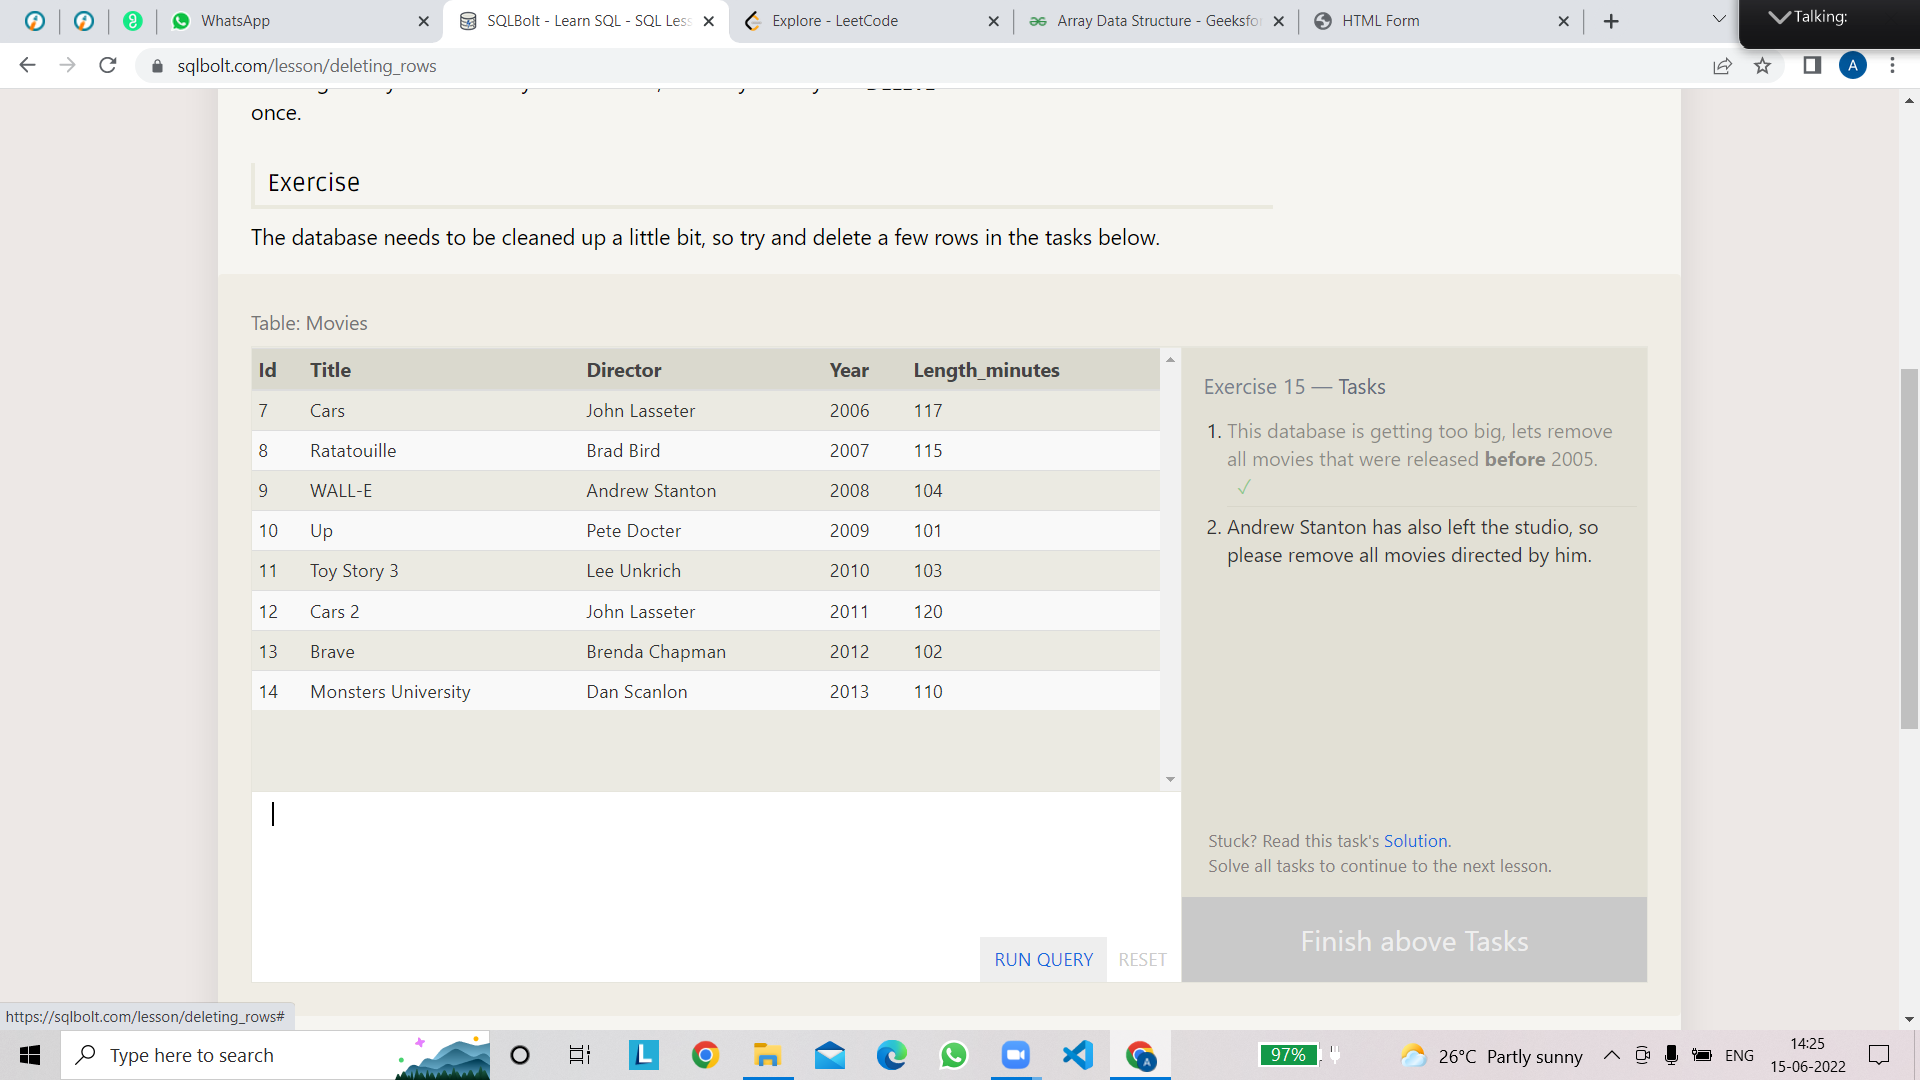 WhatsApp
SQLBolt - Learn SQL - SQL Less
Explore - LeetCode
Array Data Structure - Geeksfor
HTML Form
Talking:
sqlbolt.com/lesson/deleting_rows
A
once.
Exercise
The database needs to be cleaned up a little bit, so try and delete a few rows in the tasks below.
Table: Movies
Id Title Director Year Length_minutes
7 Cars John Lasseter 2006 117
8 Ratatouille Brad Bird 2007 115
9 WALL-E Andrew Stanton 2008 104
10 Up Pete Docter 2009 101
11 Toy Story 3 Lee Unkrich 2010 103
12 Cars 2 John Lasseter 2011 120
13 Brave Brenda Chapman 2012 102
14 Monsters University Dan Scanlon 2013 110
Exercise 15 — Tasks
1. This database is getting too big, lets remove
all movies that were released before 2005.
✓
2. Andrew Stanton has also left the studio, so
please remove all movies directed by him.
Stuck? Read this task's Solution.
Solve all tasks to continue to the next lesson.
RUN QUERY RESET
Finish above Tasks
https://sqlbolt.com/lesson/deleting_rows#
Type here to search
L
A
97%
26°C Partly sunny
ENG
14:25
15-06-2022